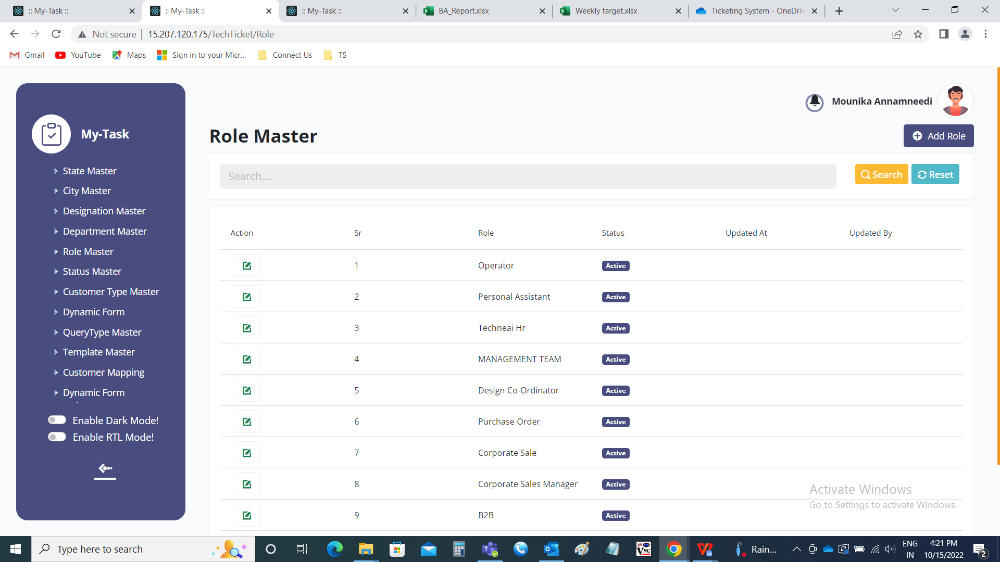 :: My-Task ::
:: My-Task ::
:: My-Task ::
BA_Report.xlsx
Weekly target.xlsx
Ticketing System - OneDriv
Not secure
15.207.120.175/TechTicket/Role
Gmail
YouTube
Maps
Sign in to your Micr...
Connect Us
TS
Mounika Annamneedi
My-Task
State Master
City Master
Designation Master
Department Master
Role Master
Status Master
Customer Type Master
Dynamic Form
QueryType Master
Template Master
Customer Mapping
Dynamic Form
Enable Dark Mode!
Enable RTL Mode!
Role Master
Add Role
Search....
Search
Reset
Action Sr Role Status Updated At Updated By
1 Operator Active
2 Personal Assistant Active
3 Techneai Hr Active
4 MANAGEMENT TEAM Active
5 Design Co-Ordinator Active
6 Purchase Order Active
7 Corporate Sale Active
8 Corporate Sales Manager Active
9 B2B Active
Activate Windows
Go to Settings to activate Windows.
Type here to search
Rain...
ENG
IN
4:21 PM
10/15/2022
2